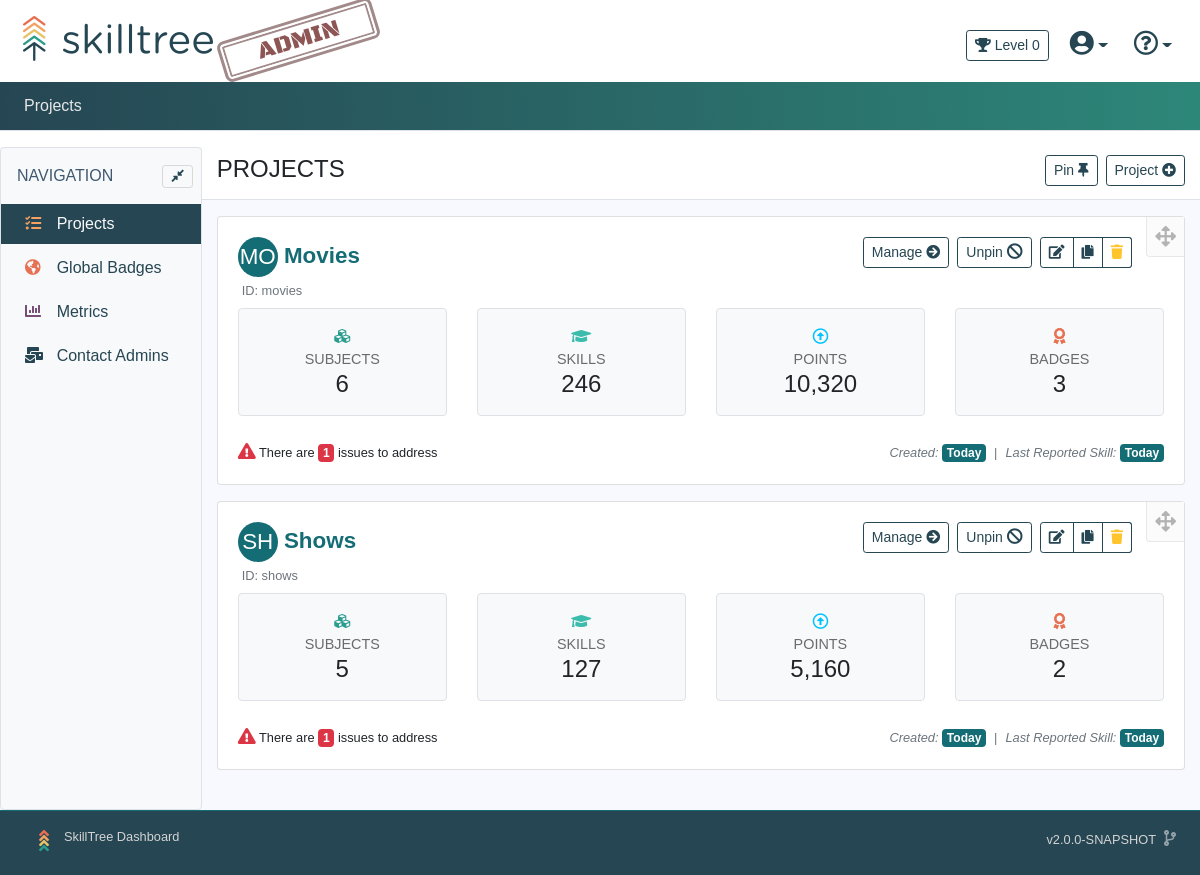 skilltree
ADMIN
Level 0
Projects
NAVIGATION
Projects
Global Badges
Metrics
Contact Admins
PROJECTS
Pin
Project
MO Movies
Manage
Unpin
ID: movies
SUBJECTS
6
SKILLS
246
POINTS
10,320
BADGES
3
There are 1 issues to address
Created: Today | Last Reported Skill: Today
SH Shows
Manage
Unpin
ID: shows
SUBJECTS
5
SKILLS
127
POINTS
5,160
BADGES
2
There are 1 issues to address
Created: Today | Last Reported Skill: Today
SkillTree Dashboard
v2.0.0-SNAPSHOT